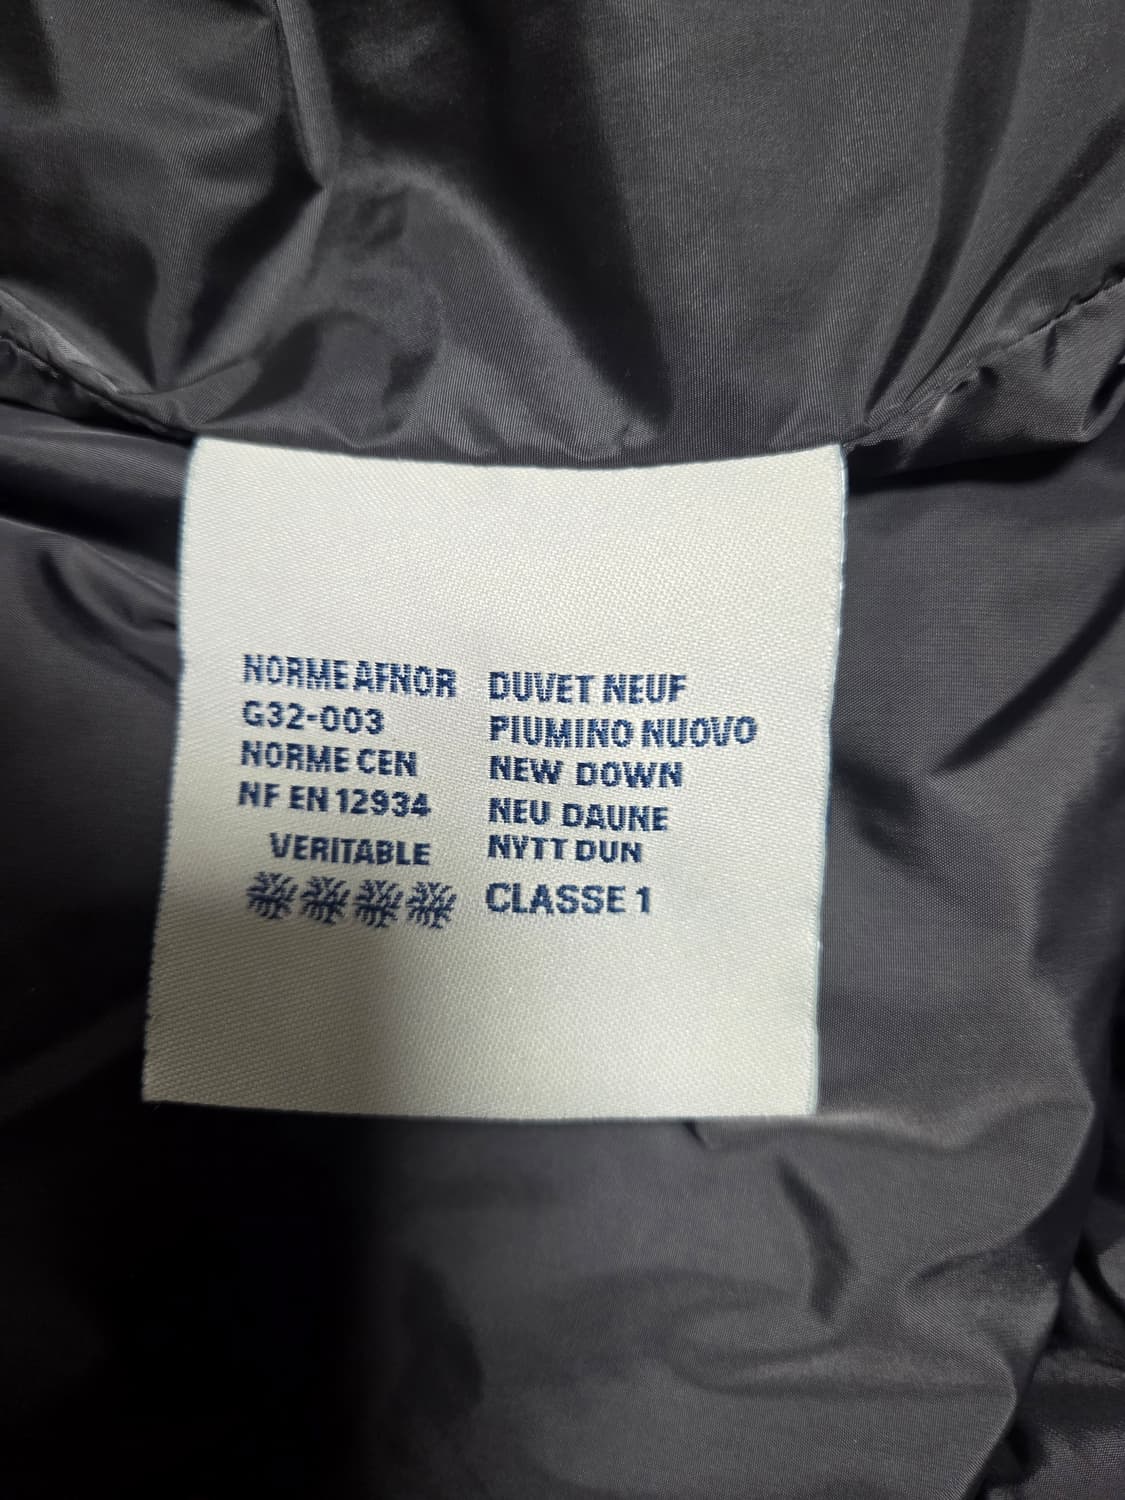 NORME AFNOR
G32-003
NORME CEN
NF EN 12934
VERITABLE
DUVET NEUF
PIUMINO NUOVO
NEW DOWN
NEU DAUNE
NYTT DUN
CLASSE 1